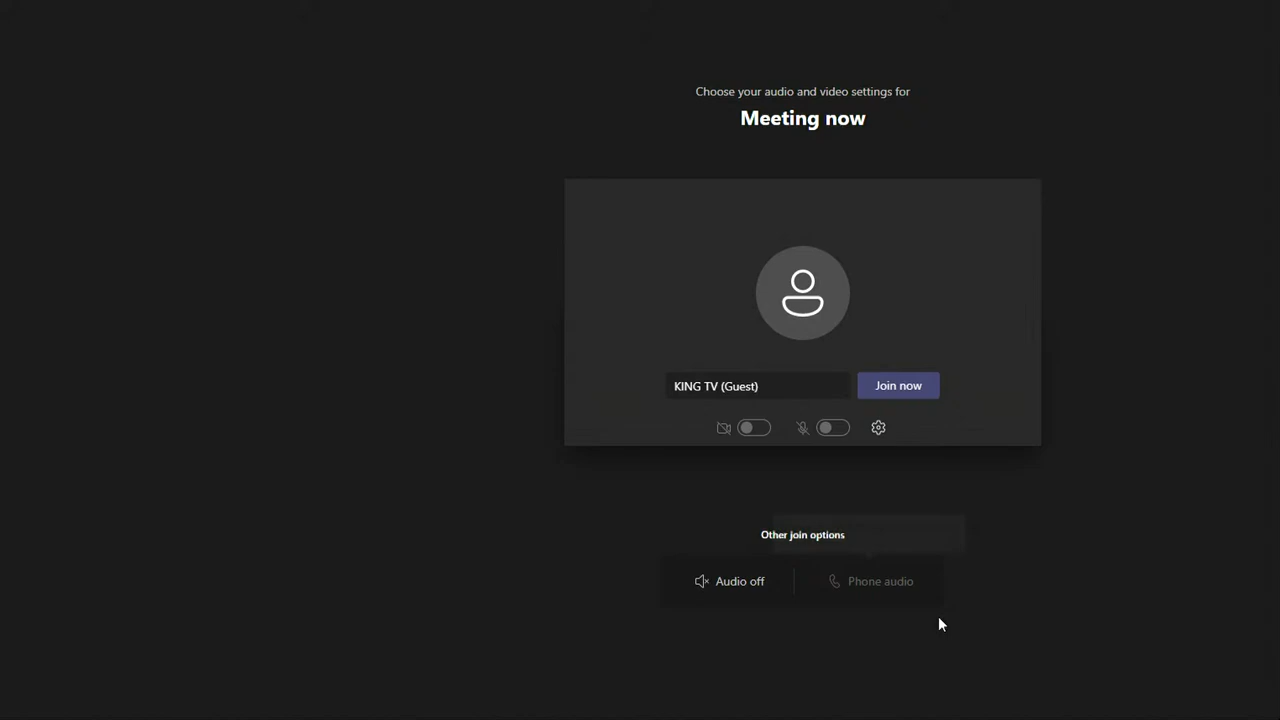 Choose your audio and video settings for
Meeting now
KING TV (Guest)
Join now
Other join options
Audio off
Phone audio